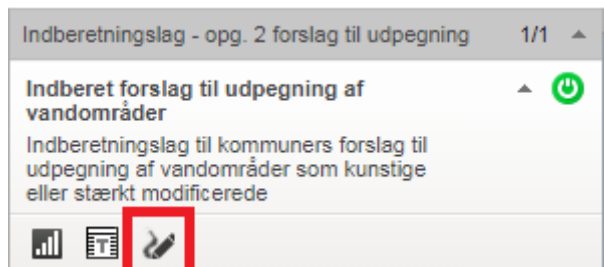 Indberetningslag - opg. 2 forslag til udpegning 1/1
Indberet forslag til udpegning af
vandområder
Indberetningslag til kommuners forslag til
udpegning af vandområder som kunstige
eller stærkt modificerede
T